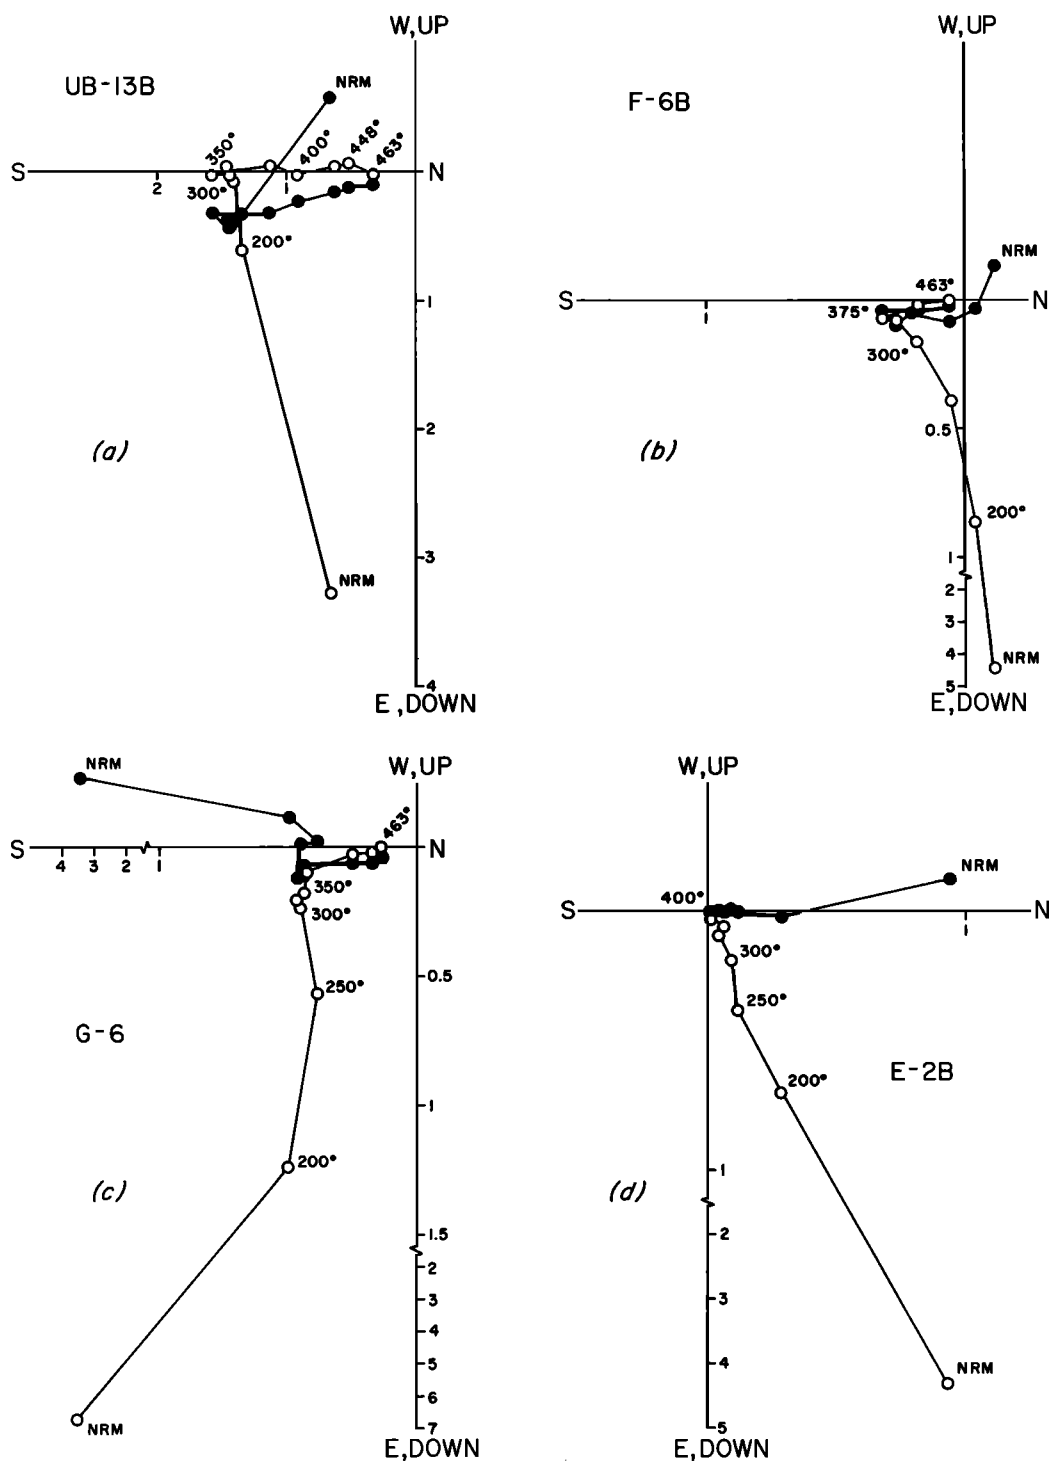 W,UP
UB-13B
NRM
350°
400°
448°
463°
S
N
2
1
300°
200°
1
2
(a)
3
NRM
4
E,DOWN
W,UP
F-6B
NRM
463°
S
N
1
375°
300°
0.5
(b)
200°
1
2
3
4
NRM
5
E,DOWN
W,UP
NRM
463°
S
N
4
3
2
1
350°
300°
0.5
250°
G-6
1
200°
(c)
1.5
2
3
4
5
6
NRM
7
E,DOWN
W,UP
NRM
400°
S
N
1
300°
250°
200°
E-2B
1
(d)
2
3
4
NRM
5
E,DOWN